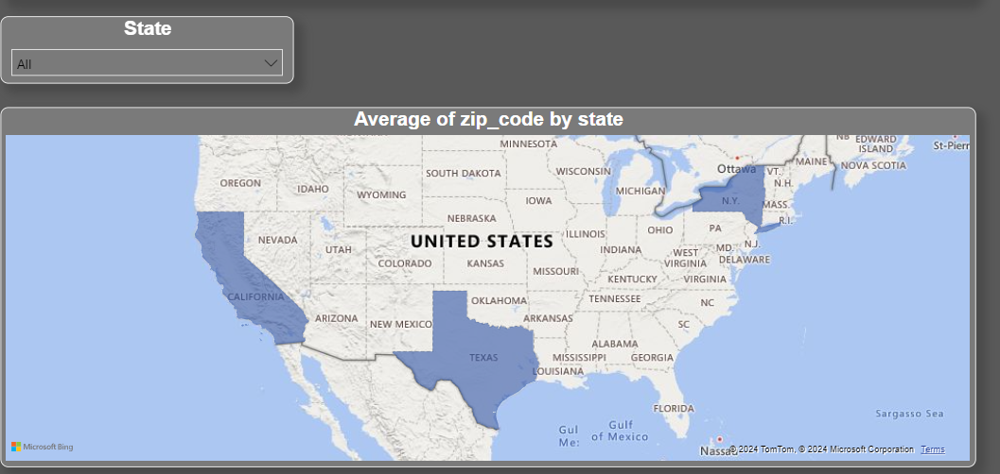 State
All
Average of zip_code by state
MINNESOTA
NB
EDWARD
ISLAND
St-Pierr
Ottawa
MAINE
NOVA SCOTIA
OREGON
IDAHO
WYOMING
SOUTH DAKOTA
WISCONSIN
MICHIGAN
VT.
N.H.
N.Y.
MASS.
R.I.
IOWA
NEBRASKA
NEVADA
UTAH
UNITED STATES
ILLINOIS
OHIO
PA
N.J.
COLORADO
KANSAS
INDIANA
WEST
VIRGINIA
MD.
DELAWARE
MISSOURI
KENTUCKY
VIRGINIA
CALIFORNIA
ARIZONA
NEW MEXICO
OKLAHOMA
TENNESSEE
NC
ARKANSAS
SC
TEXAS
ALABAMA
MISSISSIPPI
GEORGIA
LOUISIANA
FLORIDA
Sargasso Sea
Gul
Me:
Gulf
of Mexico
Microsoft Bing
Nassau
© 2024 TomTom, © 2024 Microsoft Corporation Terms